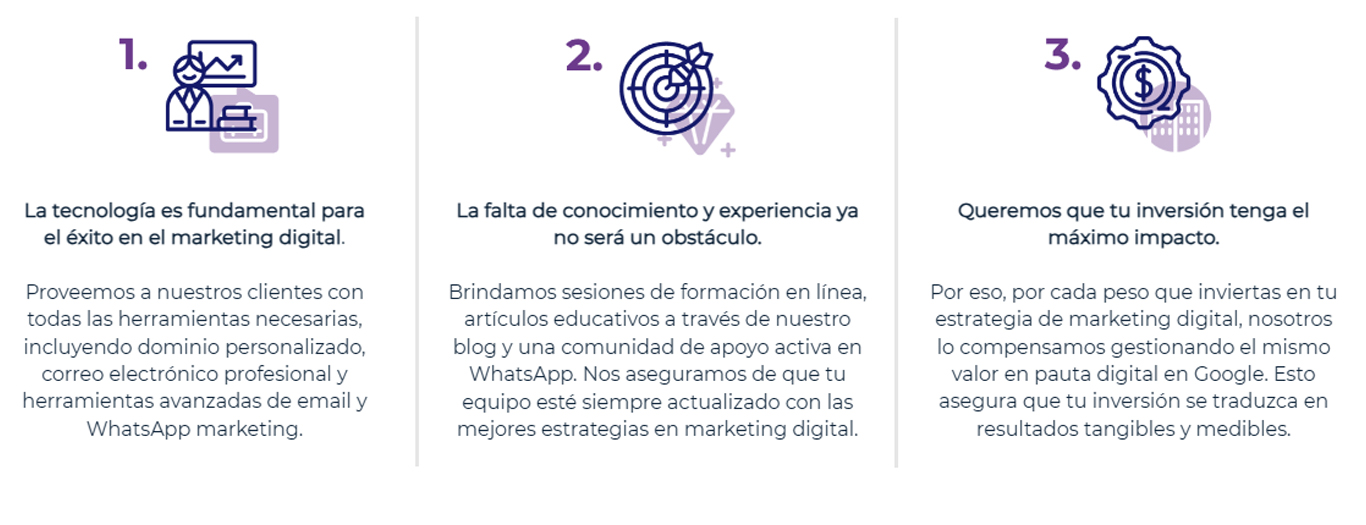 1.
La tecnología es fundamental para
el éxito en el marketing digital.
Proveemos a nuestros clientes con
todas las herramientas necesarias,
incluyendo dominio personalizado,
correo electrónico profesional y
herramientas avanzadas de email y
WhatsApp marketing.
2.
La falta de conocimiento y experiencia ya
no será un obstáculo.
Brindamos sesiones de formación en línea,
artículos educativos a través de nuestro
blog y una comunidad de apoyo activa en
WhatsApp. Nos aseguramos de que tu
equipo esté siempre actualizado con las
mejores estrategias en marketing digital.
3.
$
Queremos que tu inversión tenga el
máximo impacto.
Por eso, por cada peso que inviertas en tu
estrategia de marketing digital, nosotros
lo compensamos gestionando el mismo
valor en pauta digital en Google. Esto
asegura que tu inversión se traduzca en
resultados tangibles y medibles.